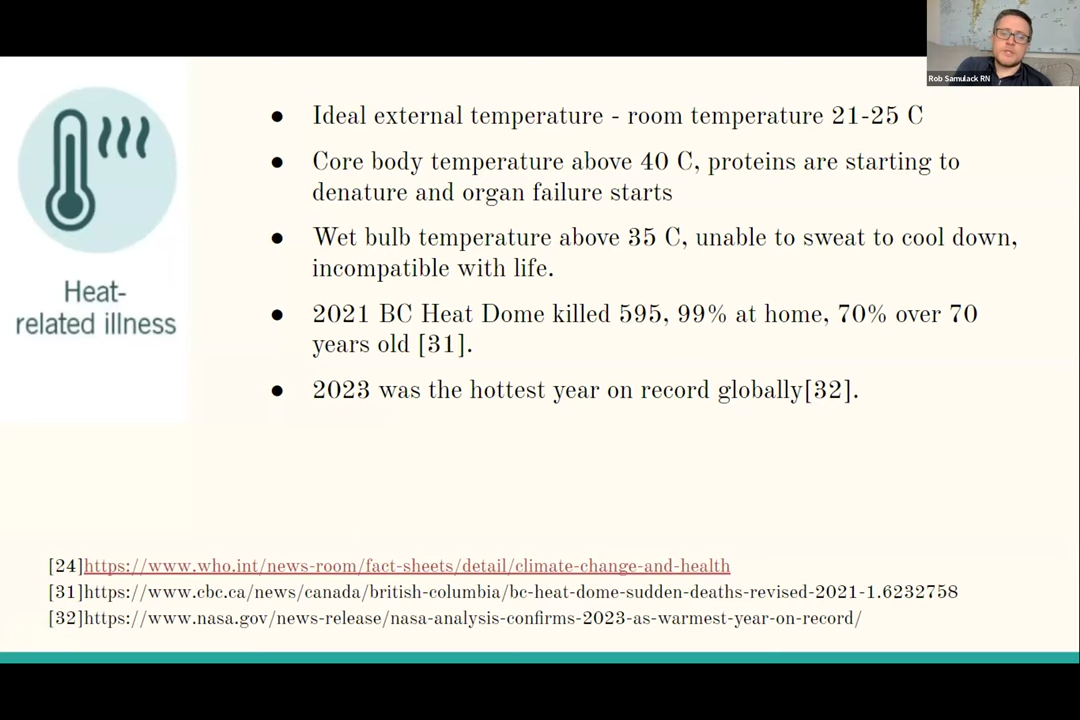 Rob Samulack RN
Heat-
related illness
● Ideal external temperature - room temperature 21-25 C
● Core body temperature above 40 C, proteins are starting to
denature and organ failure starts
● Wet bulb temperature above 35 C, unable to sweat to cool down,
incompatible with life.
● 2021 BC Heat Dome killed 595, 99% at home, 70% over 70
years old [31].
● 2023 was the hottest year on record globally[32].
[24]https://www.who.int/news-room/fact-sheets/detail/climate-change-and-health
[31]https://www.cbc.ca/news/canada/british-columbia/bc-heat-dome-sudden-deaths-revised-2021-1.6232758
[32]https://www.nasa.gov/news-release/nasa-analysis-confirms-2023-as-warmest-year-on-record/